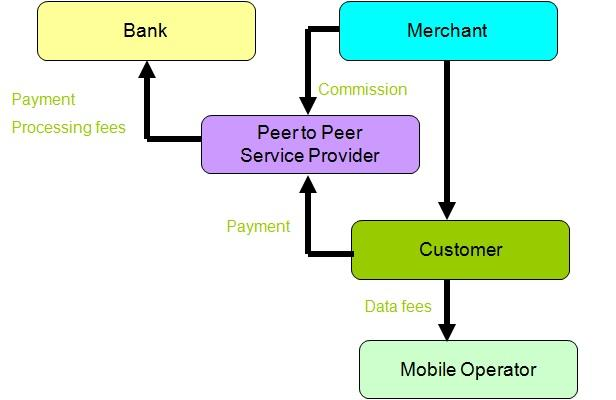 Bank
Merchant
Commission
Payment
Processing fees
Peer to Peer
Service Provider
Payment
Customer
Data fees
Mobile Operator